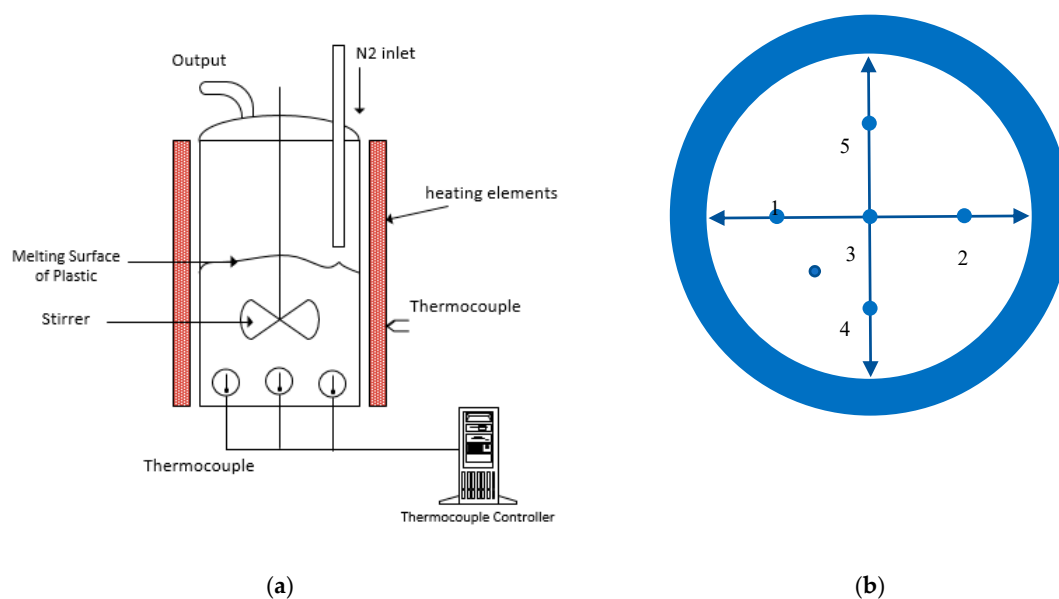 N2 inlet
Output
heating elements
Melting Surface
of Plastic
Thermocouple
Stirrer
Thermocouple
Thermocouple Controller
(a)
5
1
3
2
4
(b)